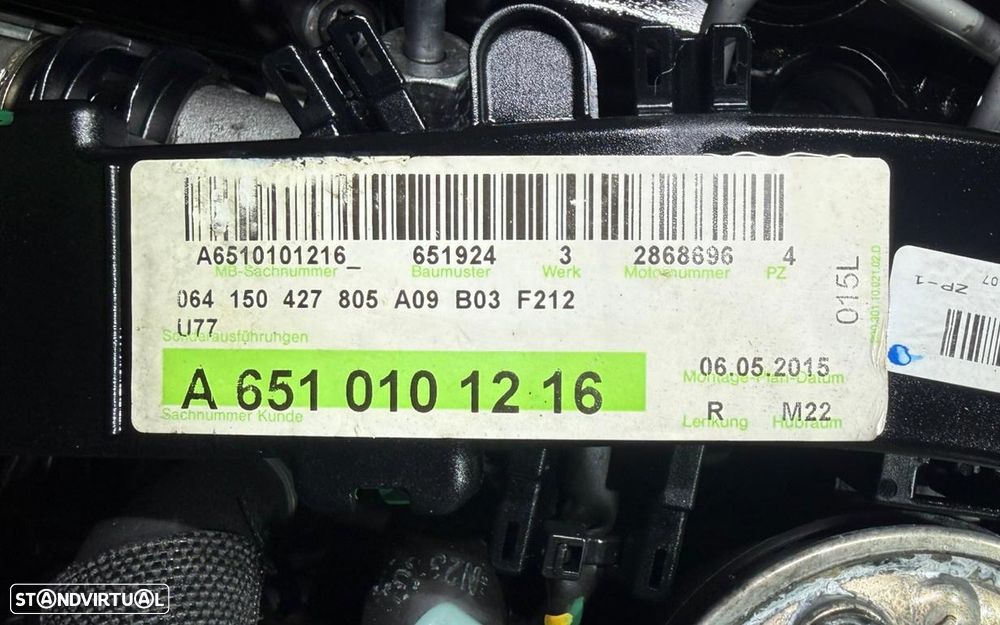 A6510101216_ 651924 3 2868696 4
MB-Sachnummer Baumuster Werk Motornummer PZ
064 150 427 805 A09 B03 F212
U77
Sonderausführungen
A 651 010 12 16
Sachnummer Kunde
06.05.2015
Montage-Plan-Datum
R M22
Lenkung Hubraum
015L
ZP-1
07
STANDVIRTUAL